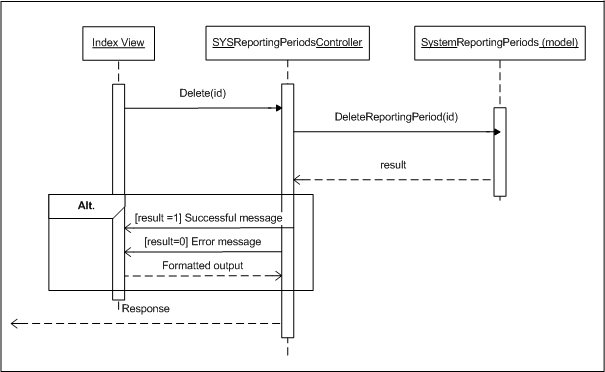 Index View
SYSReportingPeriodsController
SystemReportingPeriods (model)
Delete(id)
DeleteReportingPeriod(id)
result
Alt.
[result =1] Successful message
[result=0] Error message
Formatted output
Response